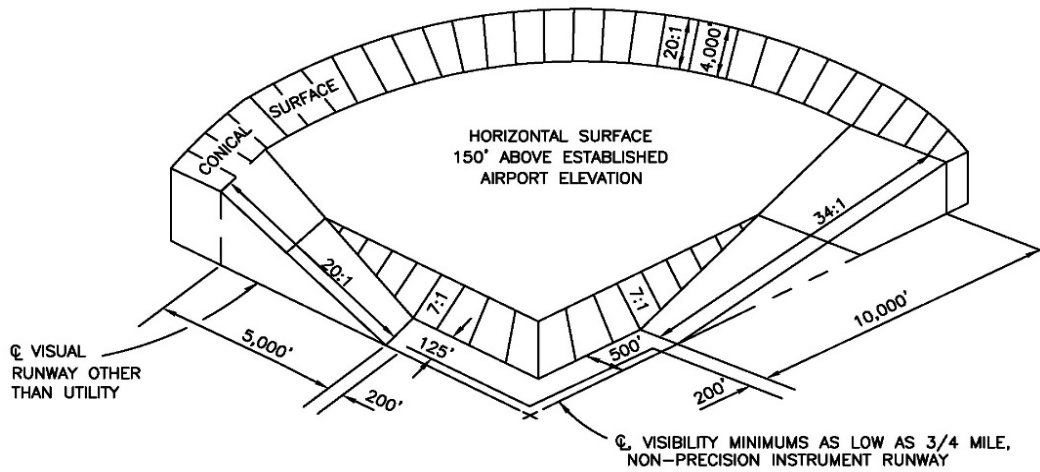 20:1
4,000'
CONICAL SURFACE
HORIZONTAL SURFACE
150' ABOVE ESTABLISHED
AIRPORT ELEVATION
34:1
20:1
7:1
7:1
10,000'
5,000'
125'
500'
200'
200'
℄ VISUAL
RUNWAY OTHER
THAN UTILITY
℄ VISIBILITY MINIMUMS AS LOW AS 3/4 MILE,
NON-PRECISION INSTRUMENT RUNWAY